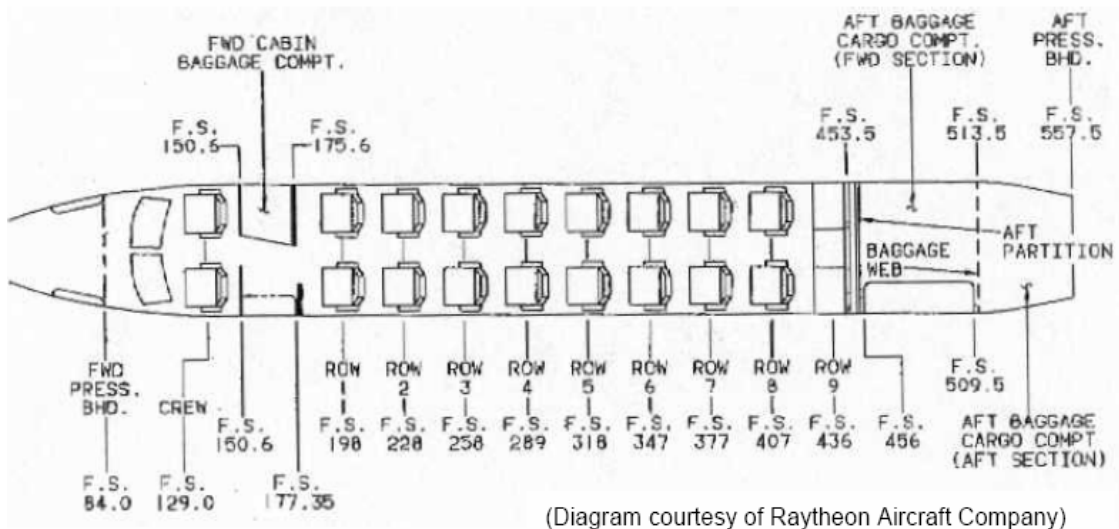 FWD CABIN
BAGGAGE COMPT.
AFT BAGGAGE
CARGO COMPT.
(FWD SECTION)
AFT
PRESS.
BHD.
F.S.
150.6
F.S.
175.6
F.S.
453.5
F.S.
513.5
F.S.
557.5
AFT
PARTITION
BAGGAGE
WEB
FWD
PRESS.
BHD.
F.S.
84.0
CREW
F.S.
129.0
F.S.
150.6
F.S.
177.35
ROW
1
F.S.
198
ROW
2
F.S.
228
ROW
3
F.S.
258
ROW
4
F.S.
289
ROW
5
F.S.
318
ROW
6
F.S.
347
ROW
7
F.S.
377
ROW
8
F.S.
407
ROW
9
F.S.
436
F.S.
456
F.S.
509.5
AFT BAGGAGE
CARGO COMPT
(AFT SECTION)
(Diagram courtesy of Raytheon Aircraft Company)